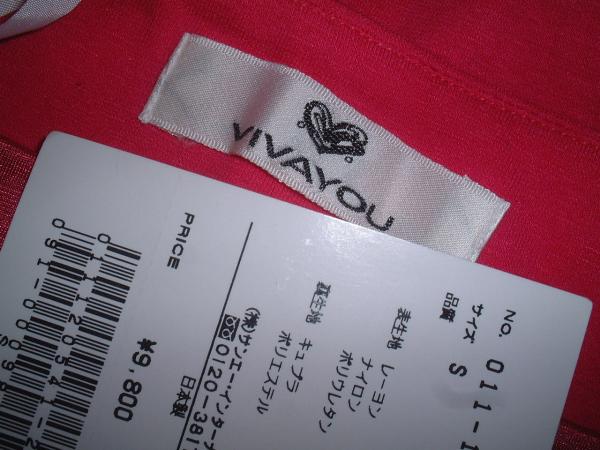 VIVAYOU
NO. 011-1
サイズ S
品質
表生地 レーヨン
ナイロン
ポリウレタン
裏生地 キュプラ
ポリエステル
(株)サンエーインターナ
0120-381
日本製
PRICE
¥9,800